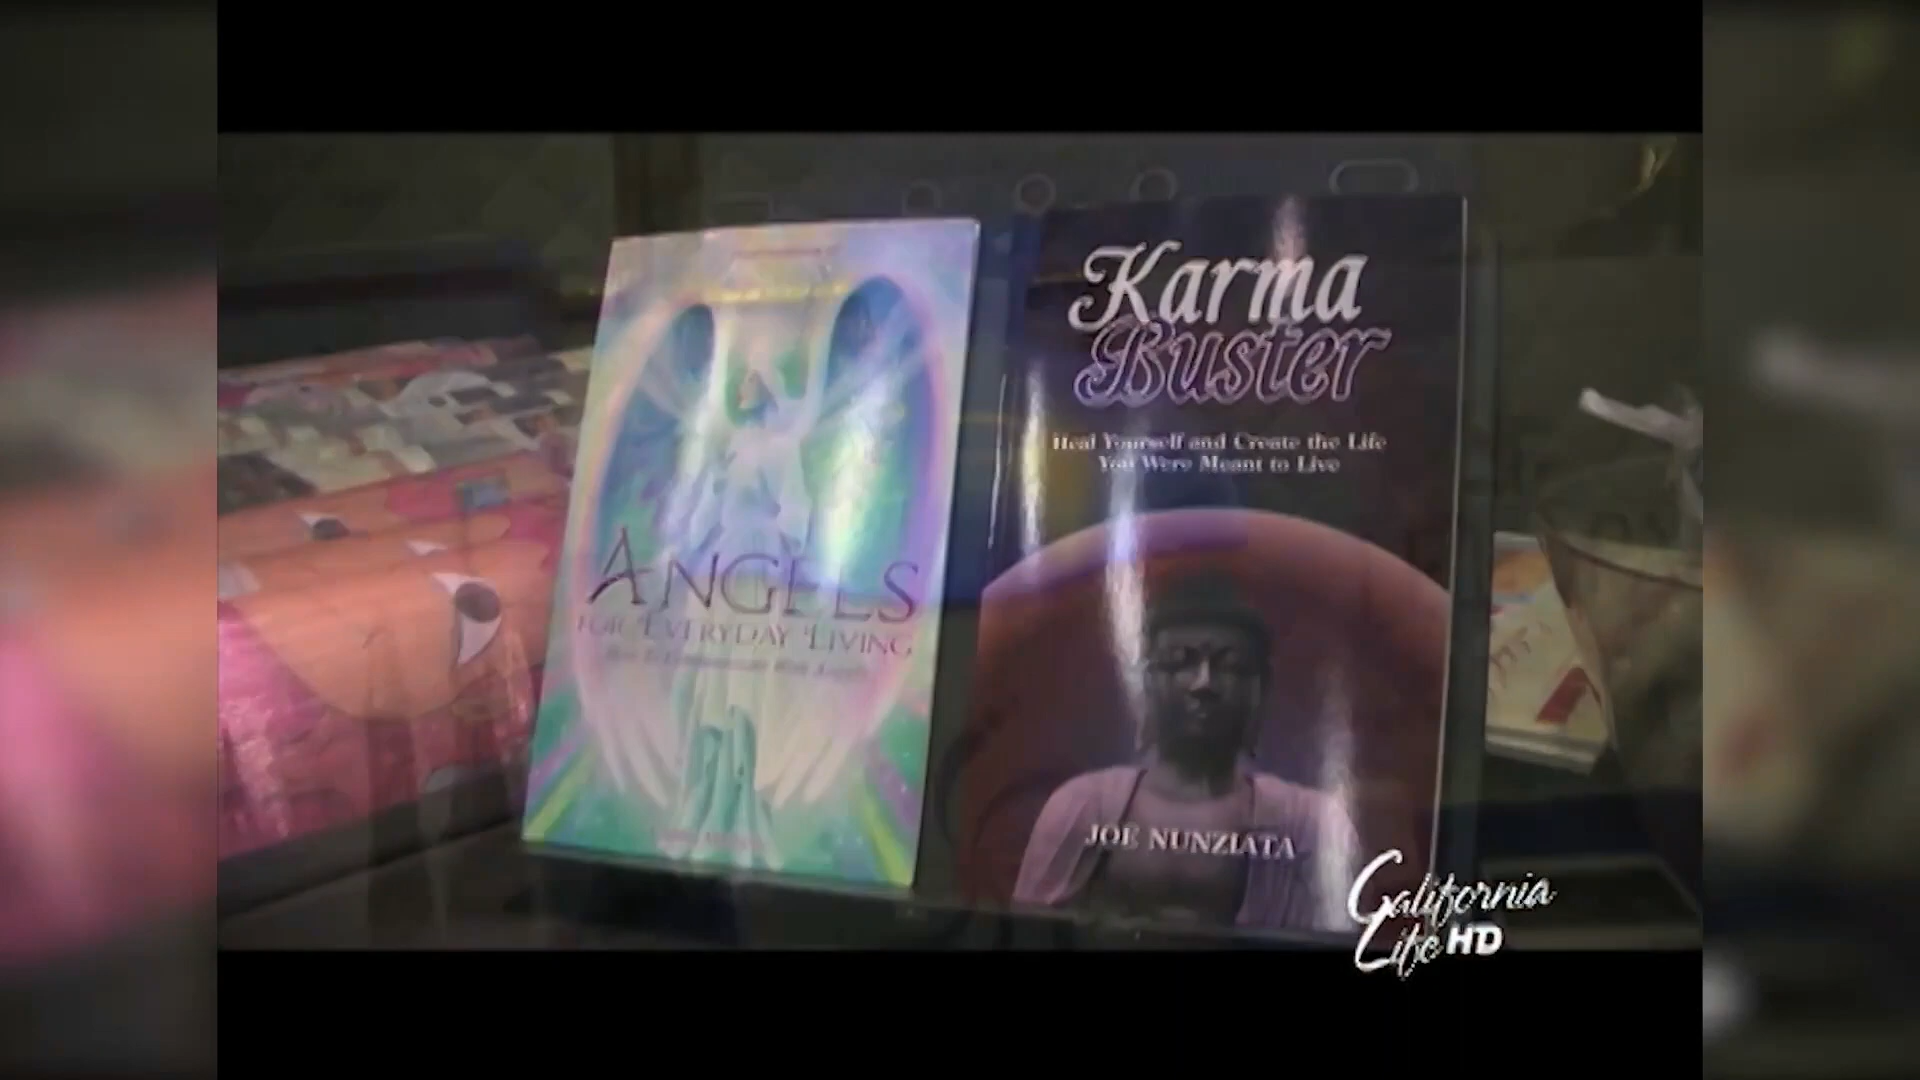 ANGELS
FOR EVERYDAY LIVING
Karma
Buster
Heal Yourself and Create the Life
You Were Meant to Live
JOE NUNZIATA
California
Life HD